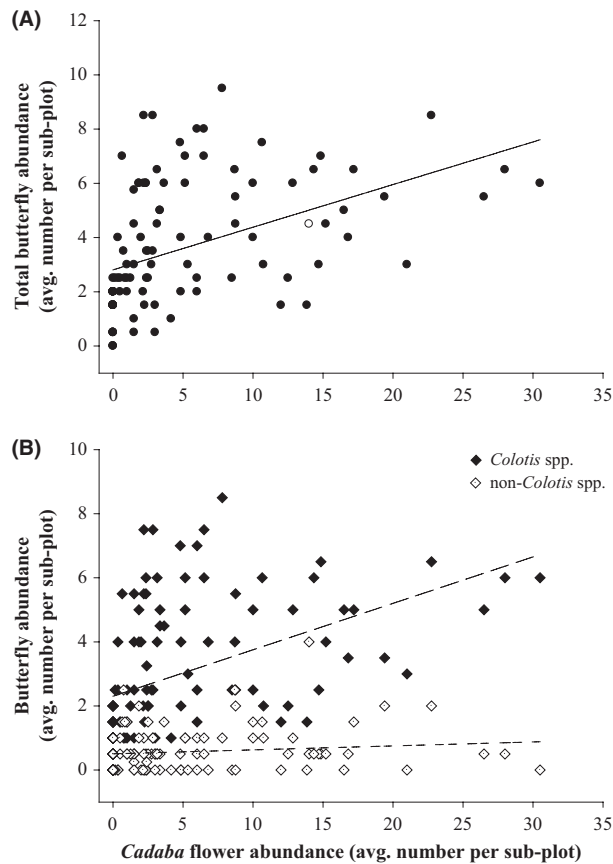 (A)
12
10
8
6
4
2
0
Total butterfly abundance
(avg. number per sub-plot)
0 5 10 15 20 25 30 35
(B)
10
8
6
4
2
0
Butterfly abundance
(avg. number per sub-plot)
Colotis spp.
non-Colotis spp.
0 5 10 15 20 25 30 35
Cadaba flower abundance (avg. number per sub-plot)